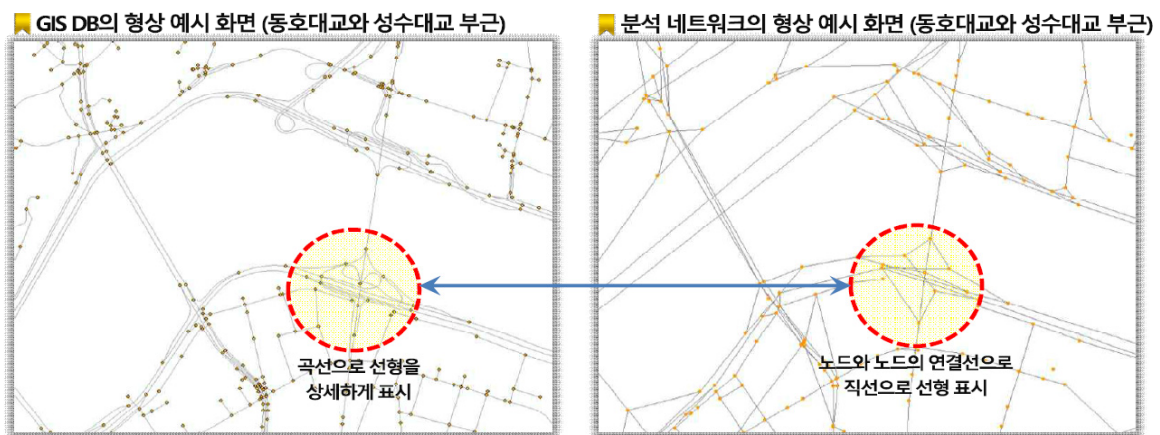 GIS DB의 형상 예시 화면 (동호대교와 성수대교 부근)
분석 네트워크의 형상 예시 화면 (동호대교와 성수대교 부근)
곡선으로 선형을
상세하게 표시
노드와 노드의 연결선으로
직선으로 선형 표시